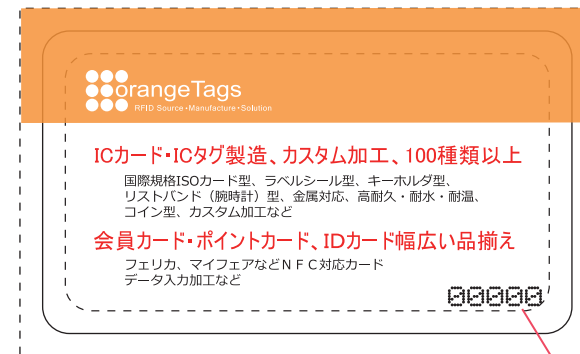 orangeTags
RFID Source・Manufacture・Solution
ICカード・ICタグ製造、カスタム加工、100種類以上
国際規格ISOカード型、ラベルシール型、キーホルダ型、
リストバンド（腕時計）型、金属対応、高耐久・耐水・耐温、
コイン型、カスタム加工など
会員カード・ポイントカード、IDカード幅広い品揃え
フェリカ、マイフェアなどＮＦＣ対応カード
データ入力加工など
00000